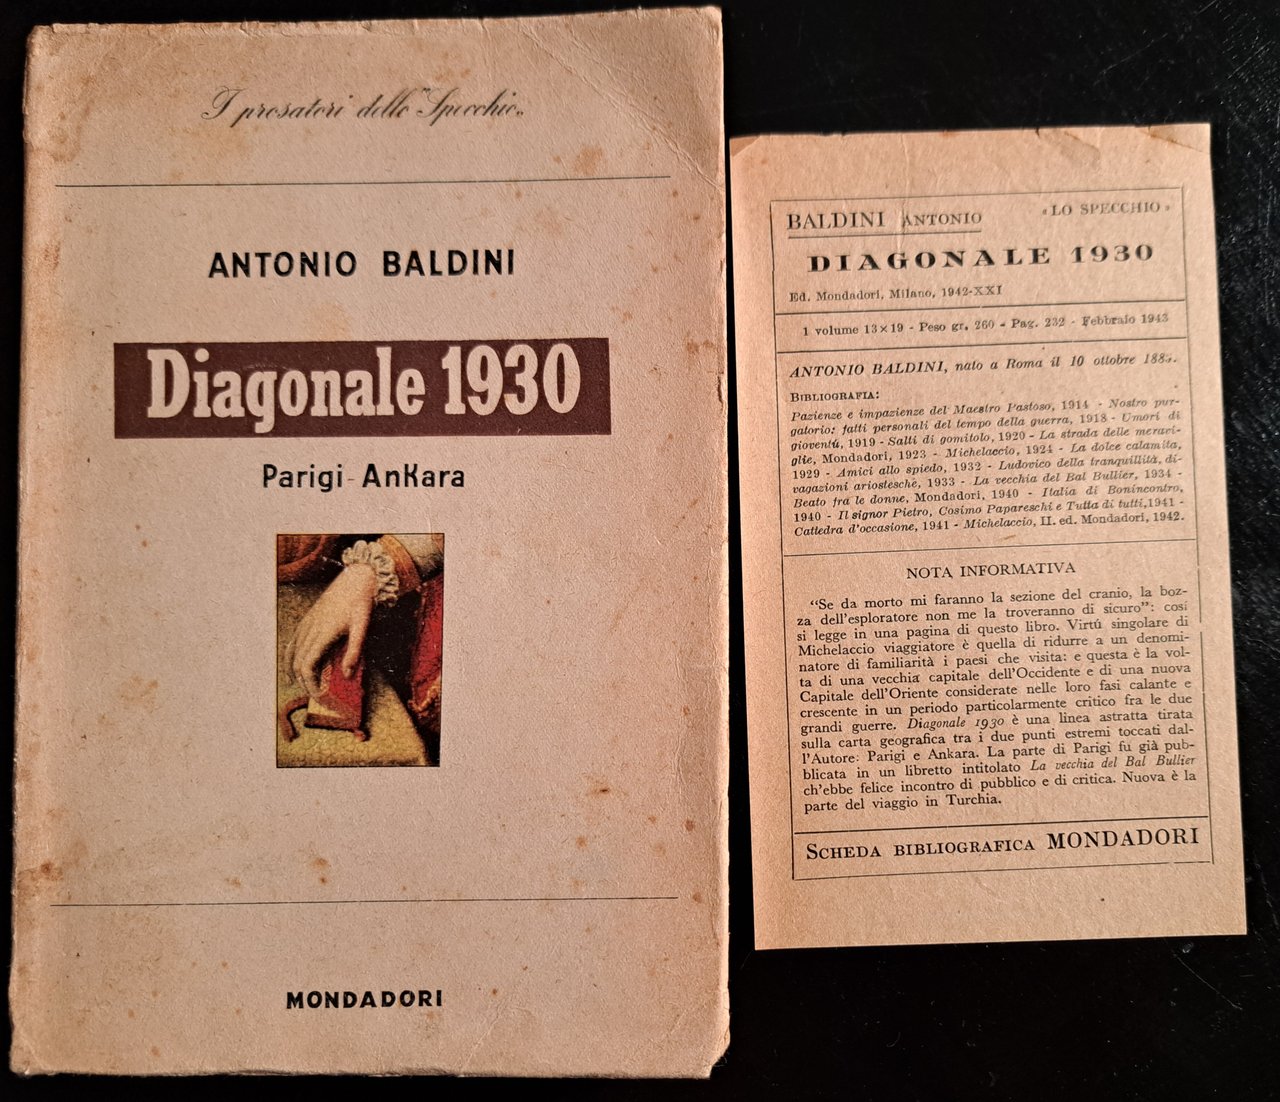 I prosatori dello "Specchio„
ANTONIO BALDINI
Diagonale 1930
Parigi - Ankara
MONDADORI
BALDINI ANTONIO «LO SPECCHIO»
DIAGONALE 1930
Ed. Mondadori, Milano, 1942-XXI
1 volume 13×19 - Peso gr. 260 - Pag. 232 - Febbraio 1943
ANTONIO BALDINI, nato a Roma il 10 ottobre
BIBLIOGRAFIA:
Pazienze e impazienze del Maestro Pastoso, 1914 - Nostro pur-
gatorio: fatti personali del tempo della guerra, 1918 - Umori di
gioventú, 1919 - Salti di gomitolo, 1920 - La strada delle meravi-
glie, Mondadori, 1923 - Michelaccio, 1924 - La dolce calamita,
1929 - Amici allo spiedo, 1932 - Ludovico della tranquillità, di-
vagazioni ariostesche, 1933 - La vecchia del Bal Bullier, 1934 -
Beato fra le donne, Mondadori, 1940 - Italia di Bonincontro,
1940 - Il signor Pietro, Cosimo Papareschi e Tutta di tutti, 1941 -
Cattedra d'occasione, 1941 - Michelaccio, II. ed. Mondadori, 1942.
NOTA INFORMATIVA
“Se da morto mi faranno la sezione del cranio, la boz-
za dell'esploratore non me la troveranno di sicuro”: cosí
si legge in una pagina di questo libro. Virtú singolare di
Michelaccio viaggiatore è quella di ridurre a un denomi-
natore di familiarità i paesi che visita: e questa è la vol-
ta di una vecchia capitale dell'Occidente e di una nuova
Capitale dell'Oriente considerate nelle loro fasi calante e
crescente in un periodo particolarmente critico fra le due
grandi guerre. Diagonale 1930 è una linea astratta tirata
sulla carta geografica tra i due punti estremi toccati dal-
l'Autore: Parigi e Ankara. La parte di Parigi fu già pub-
blicata in un libretto intitolato La vecchia del Bal Bullier
ch'ebbe felice incontro di pubblico e di critica. Nuova è la
parte del viaggio in Turchia.
SCHEDA BIBLIOGRAFICA MONDADORI